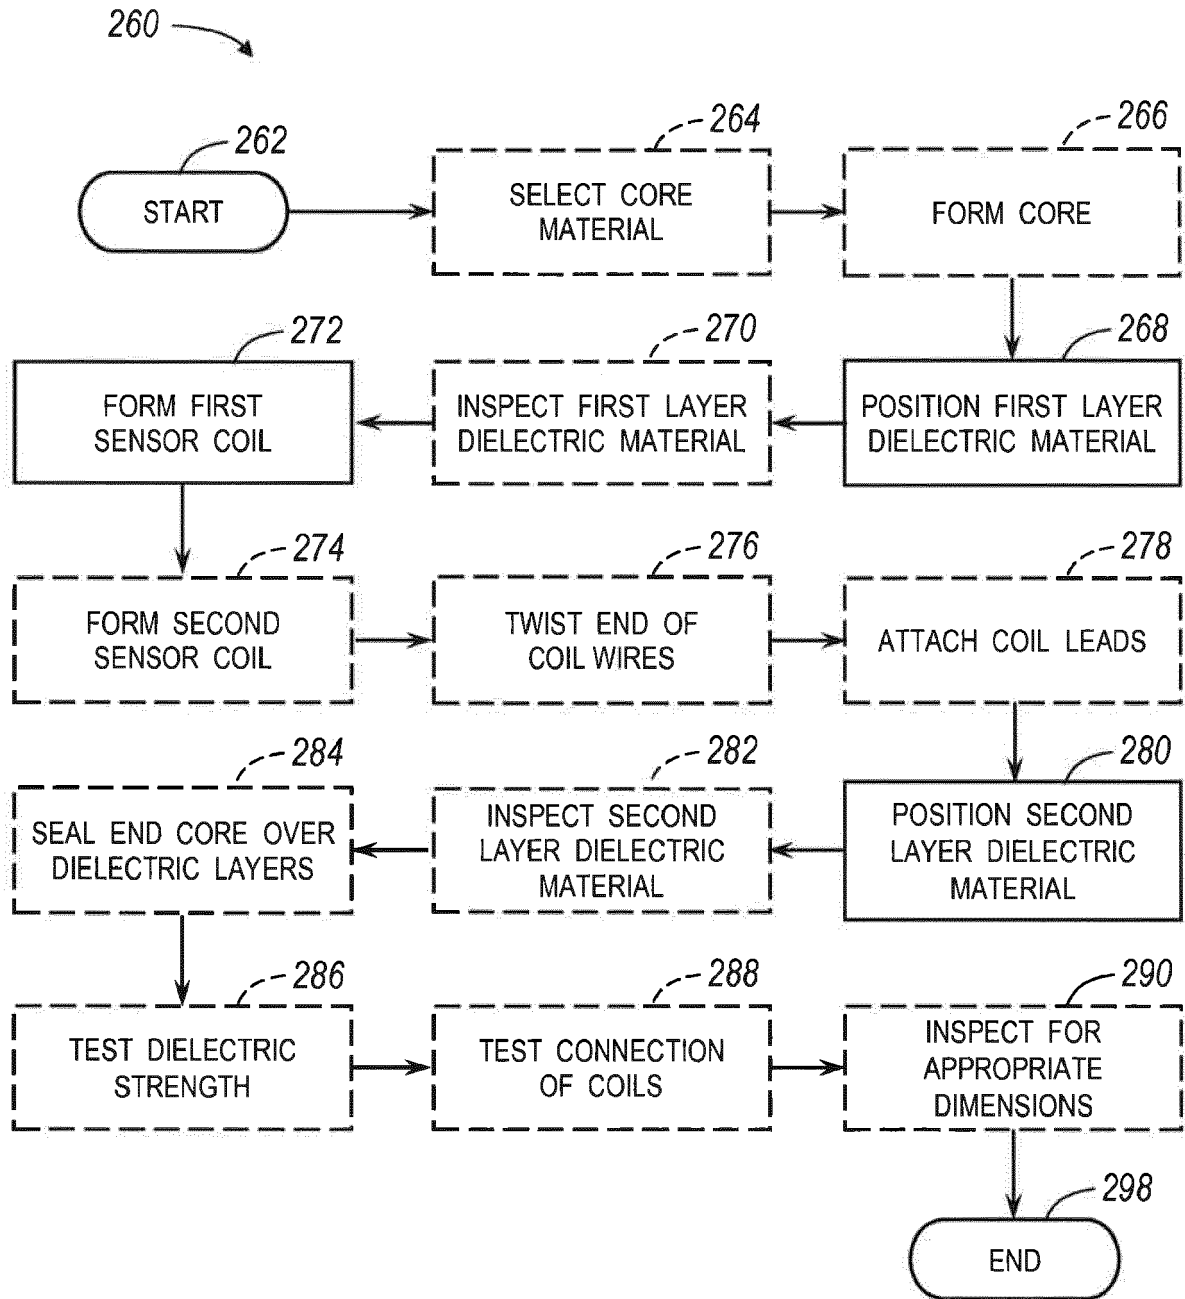 260
262
START
264
SELECT CORE
MATERIAL
266
FORM CORE
268
POSITION FIRST LAYER
DIELECTRIC MATERIAL
270
INSPECT FIRST LAYER
DIELECTRIC MATERIAL
272
FORM FIRST
SENSOR COIL
274
FORM SECOND
SENSOR COIL
276
TWIST END OF
COIL WIRES
278
ATTACH COIL LEADS
280
POSITION SECOND
LAYER DIELECTRIC
MATERIAL
282
INSPECT SECOND
LAYER DIELECTRIC
MATERIAL
284
SEAL END CORE OVER
DIELECTRIC LAYERS
286
TEST DIELECTRIC
STRENGTH
288
TEST CONNECTION
OF COILS
290
INSPECT FOR
APPROPRIATE
DIMENSIONS
298
END